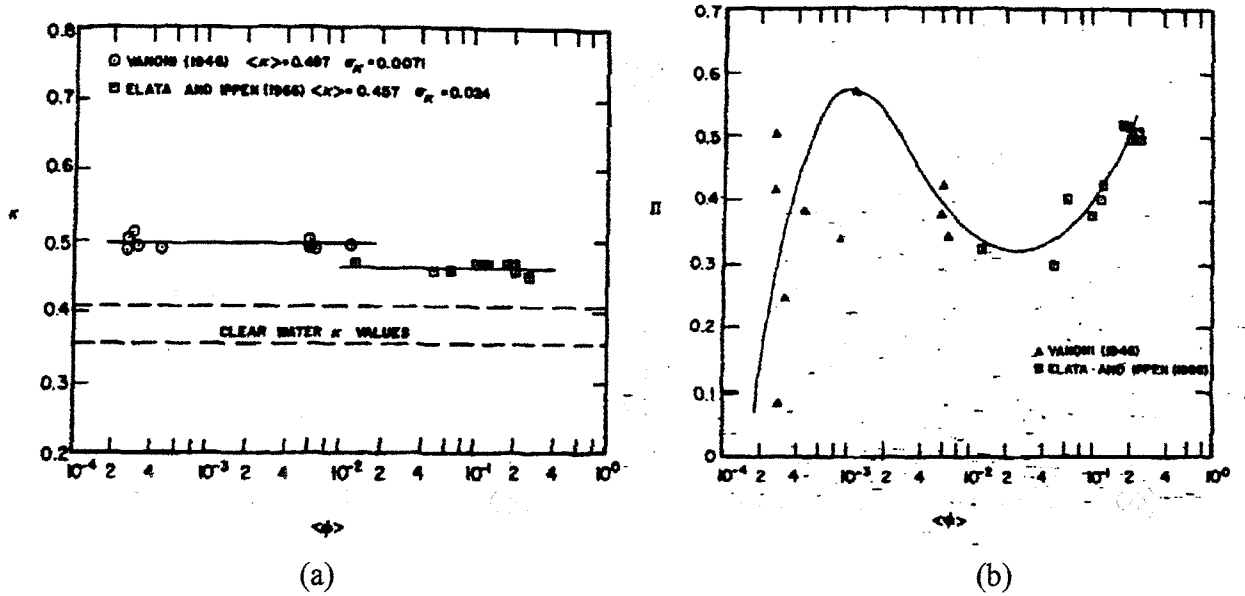 0.8
⊙ VANONI (1946) <κ>=0.497 σκ=0.0071
⊡ ELATA AND IPPEN (1966) <κ>=0.457 σκ=0.024
0.7
0.6
κ
0.5
0.4
CLEAR WATER κ VALUES
0.3
0.2
10-4 2 4 10-3 2 4 10-2 2 4 10-1 2 4 100
<ϕ>
(a)
0.7
0.6
0.5
0.4
Π
0.3
0.2
▲ VANONI (1946)
0.1
⊡ ELATA AND IPPEN
0
10-4 2 4 10-3 2 4 10-2 2 4 10-1 2 4 100
<ϕ>
(b)